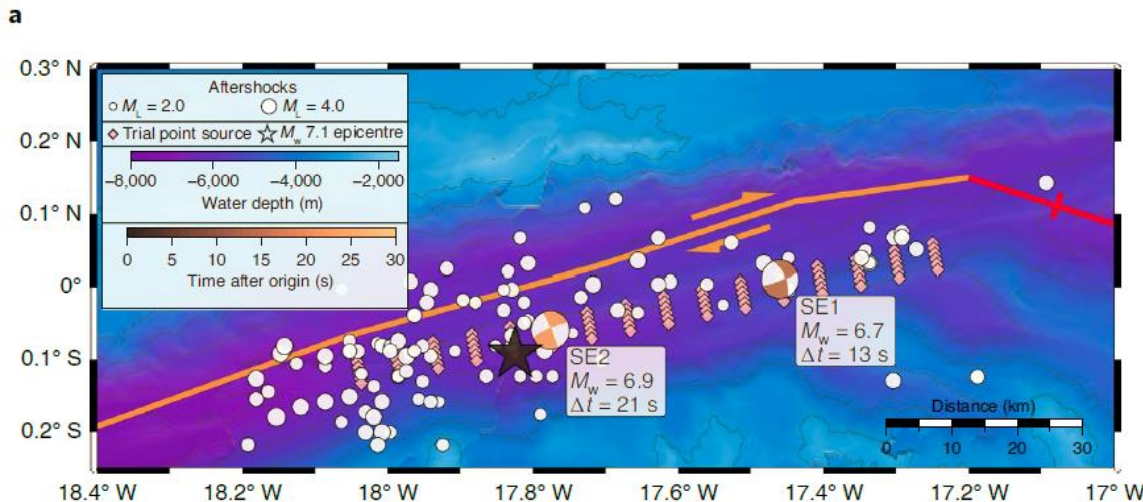 a
0.3° N
0.2° N
0.1° N
0°
0.1° S
0.2° S
Aftershocks
M_L = 2.0 M_L = 4.0
Trial point source M_w 7.1 epicentre
–8,000 –6,000 –4,000 –2,000
Water depth (m)
0 5 10 15 20 25 30
Time after origin (s)
SE1
M_w = 6.7
Δt = 13 s
SE2
M_w = 6.9
Δt = 21 s
Distance (km)
0 10 20 30
18.4° W 18.2° W 18° W 17.8° W 17.6° W 17.4° W 17.2° W 17° W